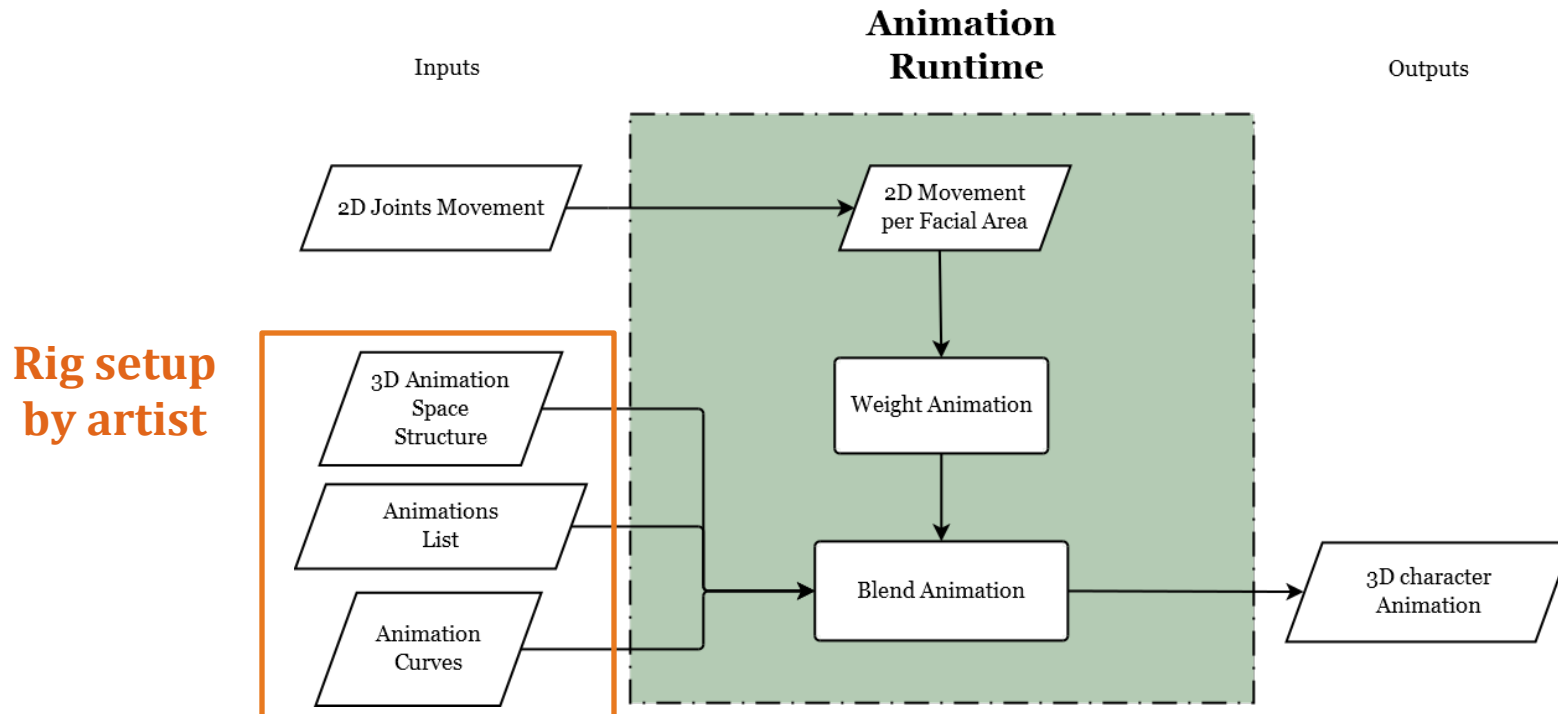 Animation
Runtime
Inputs
Outputs
2D Joints Movement
2D Movement
per Facial Area
Rig setup
by artist
3D Animation
Space
Structure
Weight Animation
Animations
List
Blend Animation
3D character
Animation
Animation
Curves